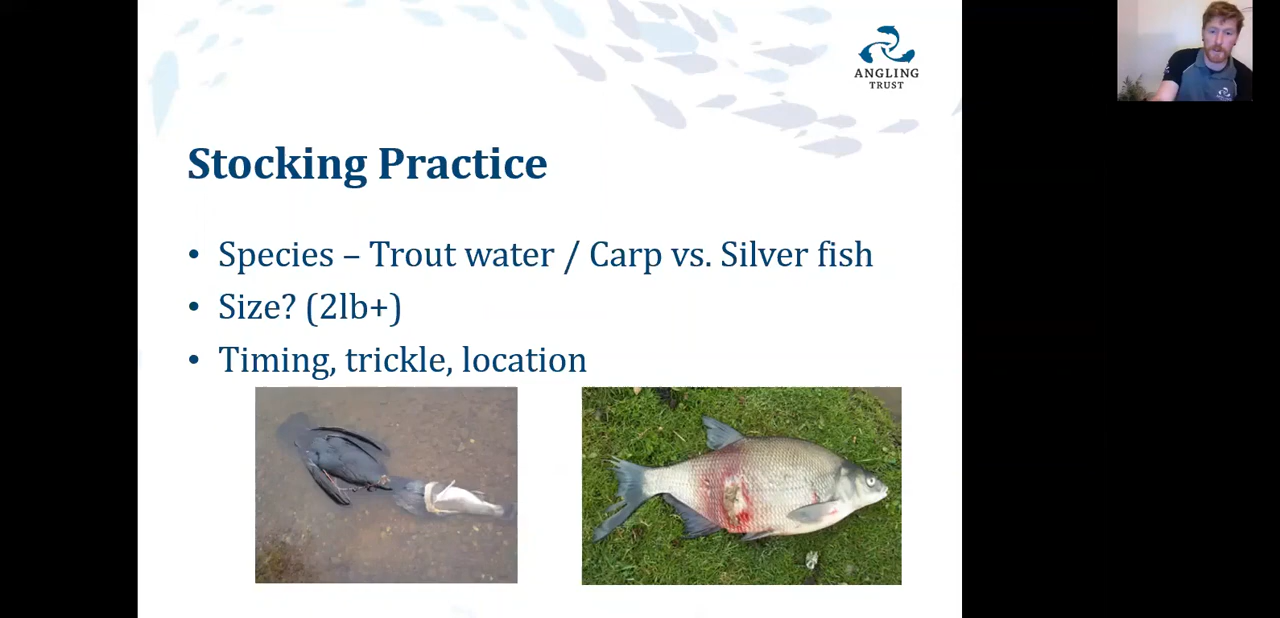 ANGLING
TRUST
Stocking Practice
• Species – Trout water / Carp vs. Silver fish
• Size? (2lb+)
• Timing, trickle, location